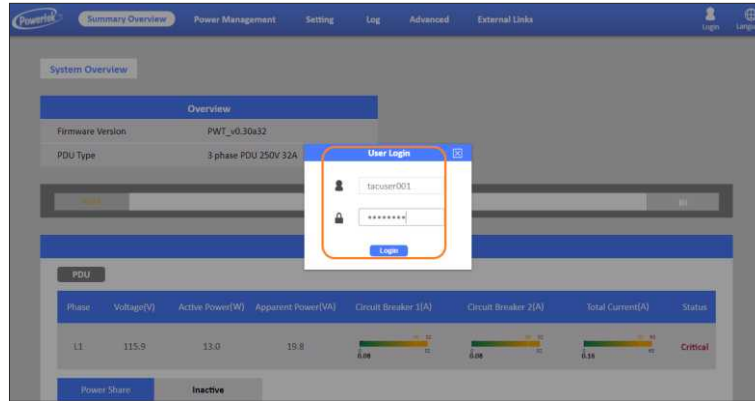 Powertek
Summary Overview Power Management Setting Log Advanced External Links Login
System Overview
Overview
Firmware Version PWT_v0.30a32
PDU Type 3 phase PDU 250V 32A
User Login
tacuser001
********
Login
PDU
Phase Voltage(V) Active Power(W) Apparent Power(VA) Circuit Breaker 1(A) Circuit Breaker 2(A) Total Current(A) Status
L1 115.9 13.0 19.8 0.08 0.08 0.16 Critical
Power Share Inactive